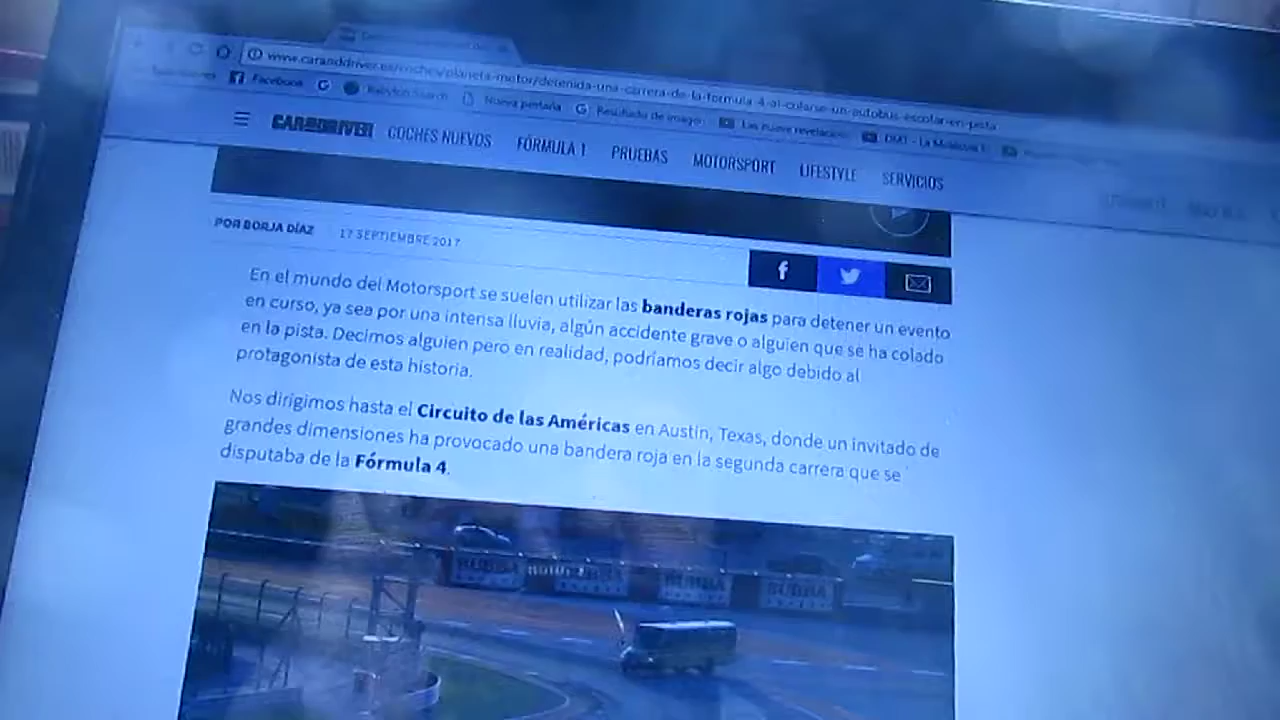 www.caranddriver.es/coches/planeta-motor/detenida-una-carrera-de-la-formula-4-al-colarse-un-autobus-escolar-en-pista
Facebook Babylon Search Nueva pestaña Resultado de imagen Las nueve revelacion
CAR AND DRIVER COCHES NUEVOS FÓRMULA 1 PRUEBAS MOTORSPORT LIFESTYLE SERVICIOS
POR BORJA DÍAZ 17 SEPTIEMBRE 2017
En el mundo del Motorsport se suelen utilizar las banderas rojas para detener un evento
en curso, ya sea por una intensa lluvia, algún accidente grave o alguien que se ha colado
en la pista. Decimos alguien pero en realidad, podríamos decir algo debido al
protagonista de esta historia.
Nos dirigimos hasta el Circuito de las Américas en Austin, Texas, donde un invitado de
grandes dimensiones ha provocado una bandera roja en la segunda carrera que se
disputaba de la Fórmula 4.
BUBBA BUBBA BUBBA BUBBA